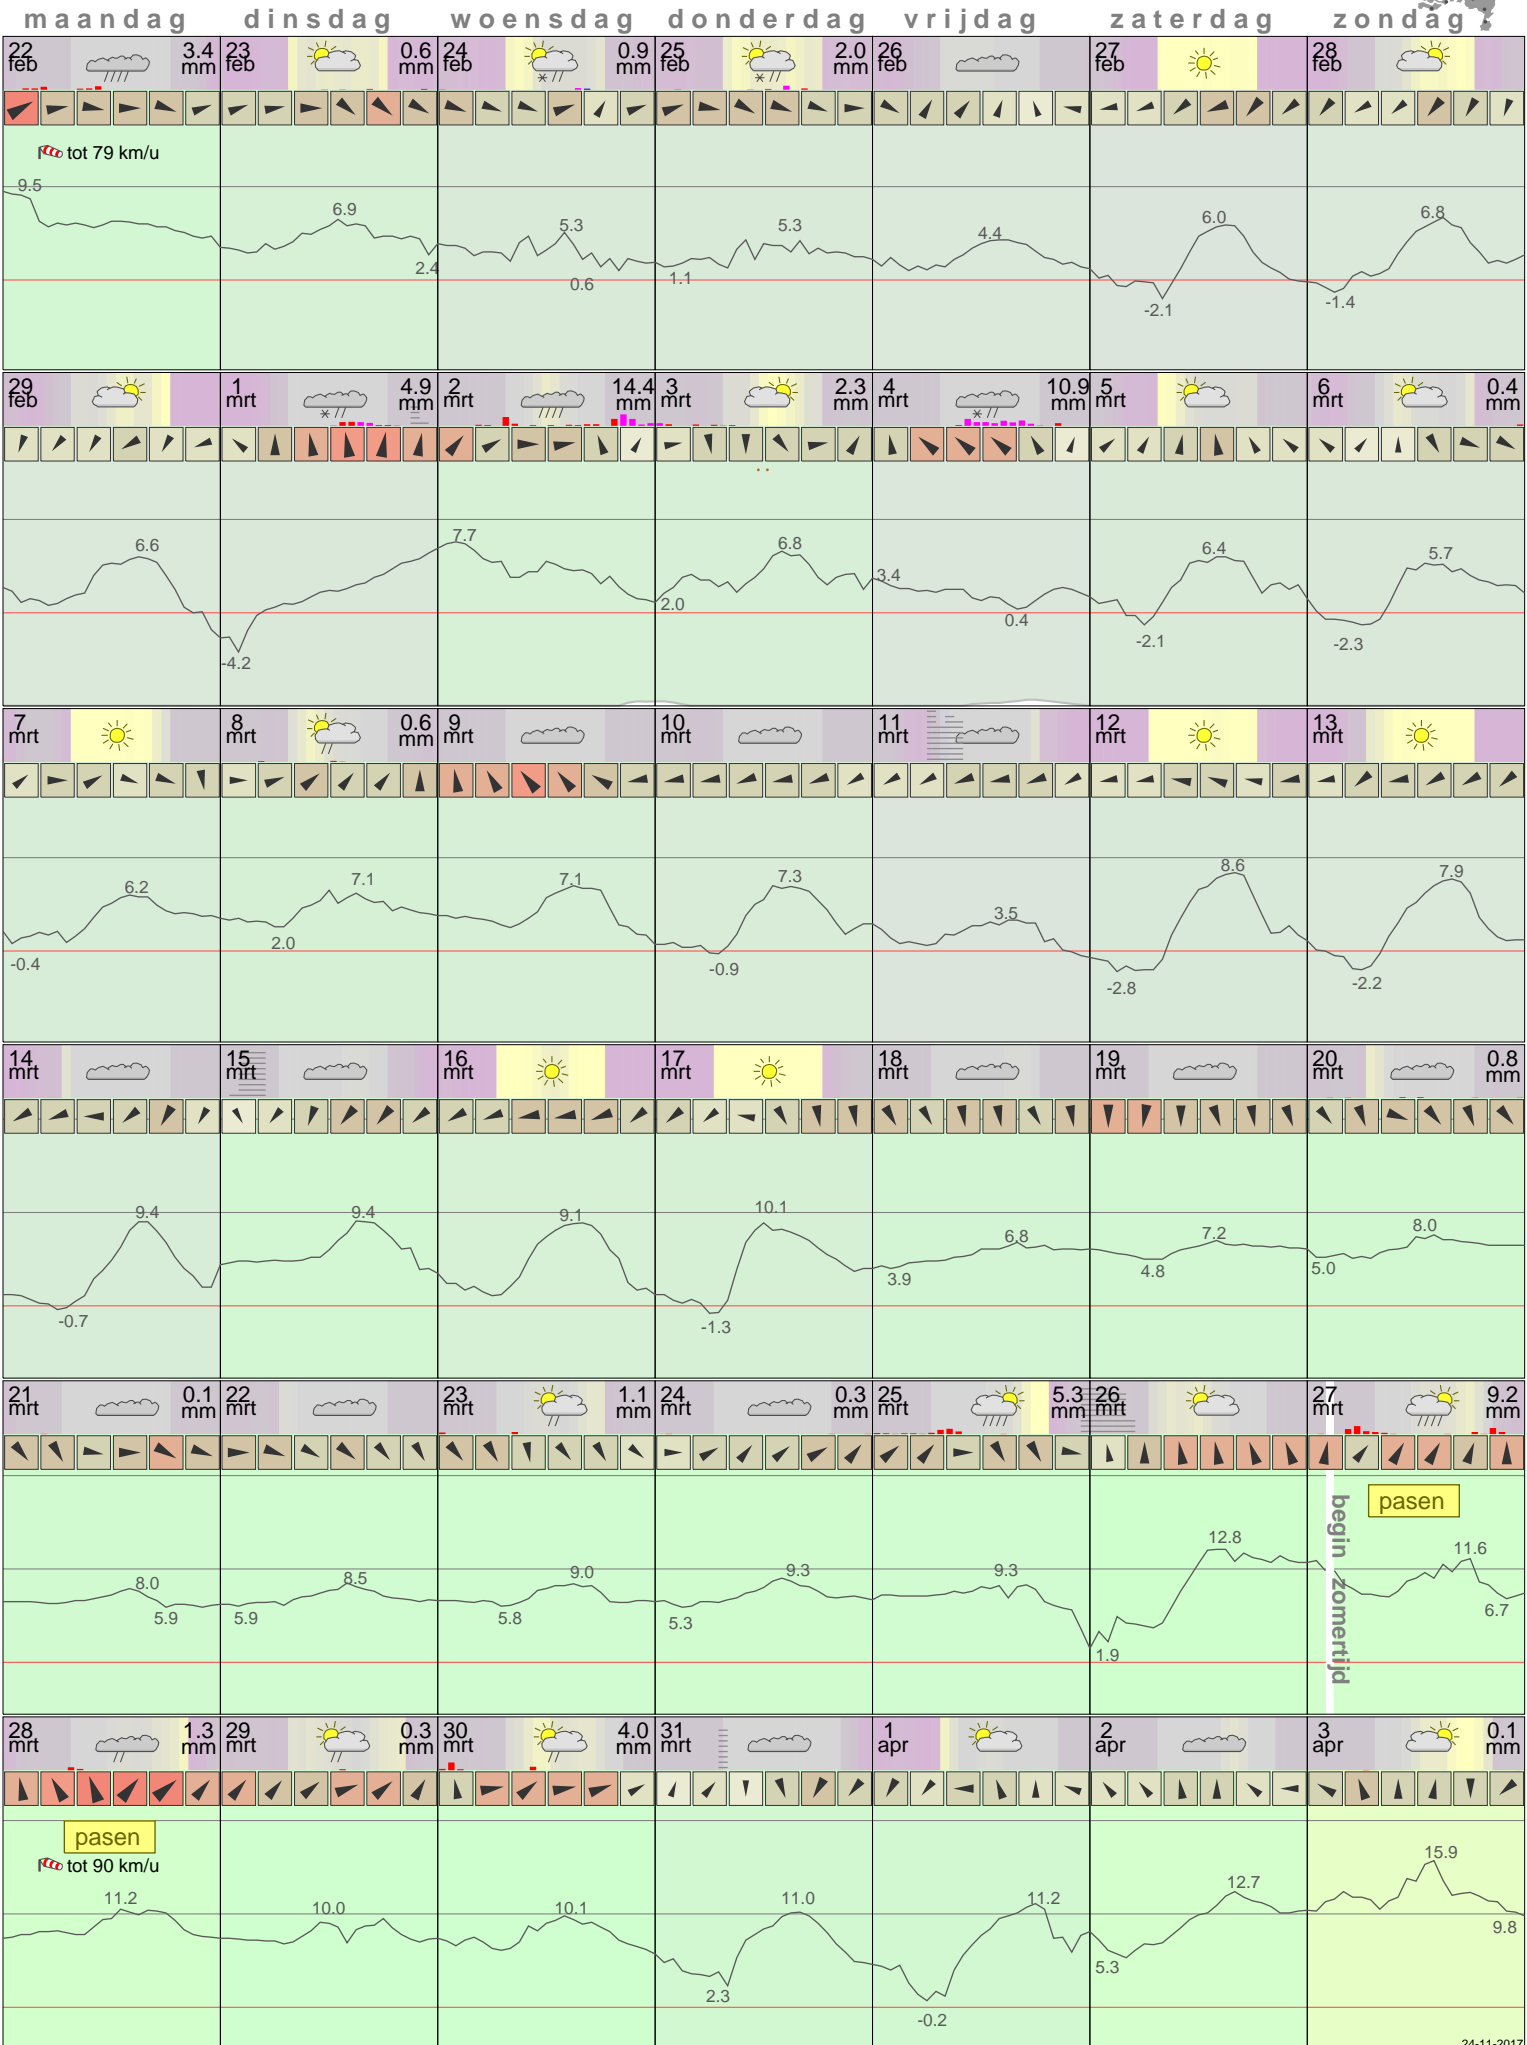 maandag dinsdag woensdag donderdag vrijdag zaterdag zondag
22 feb 3.4 mm 23 feb 0.6 mm 24 feb 0.9 mm 25 feb 2.0 mm 26 feb 27 feb 28 feb
tot 79 km/u
9.5 6.9 2.4 5.3 0.6 1.1 5.3 4.4 -2.1 6.0 -1.4 6.8
29 feb 1 mrt 4.9 mm 2 mrt 14.4 mm 3 mrt 2.3 mm 4 mrt 10.9 mm 5 mrt 6 mrt 0.4 mm
6.6 -4.2 7.7 2.0 6.8 3.4 0.4 -2.1 6.4 -2.3 5.7
7 mrt 8 mrt 0.6 mm 9 mrt 10 mrt 11 mrt 12 mrt 13 mrt
-0.4 6.2 2.0 7.1 7.1 -0.9 7.3 3.5 -2.8 8.6 -2.2 7.9
14 mrt 15 mrt 16 mrt 17 mrt 18 mrt 19 mrt 20 mrt 0.8 mm
-0.7 9.4 9.4 9.1 -1.3 10.1 3.9 6.8 4.8 7.2 5.0 8.0
21 mrt 0.1 mm 22 mrt 23 mrt 1.1 mm 24 mrt 0.3 mm 25 mrt 5.3 mm 26 mrt 27 mrt 9.2 mm
pasen
begin zomertijd
8.0 5.9 5.9 8.5 5.8 9.0 5.3 9.3 9.3 1.9 12.8 11.6 6.7
28 mrt 1.3 mm 29 mrt 0.3 mm 30 mrt 4.0 mm 31 mrt 1 apr 2 apr 3 apr 0.1 mm
pasen
tot 90 km/u
11.2 10.0 10.1 2.3 11.0 -0.2 11.2 5.3 12.7 15.9 9.8
24-11-2017